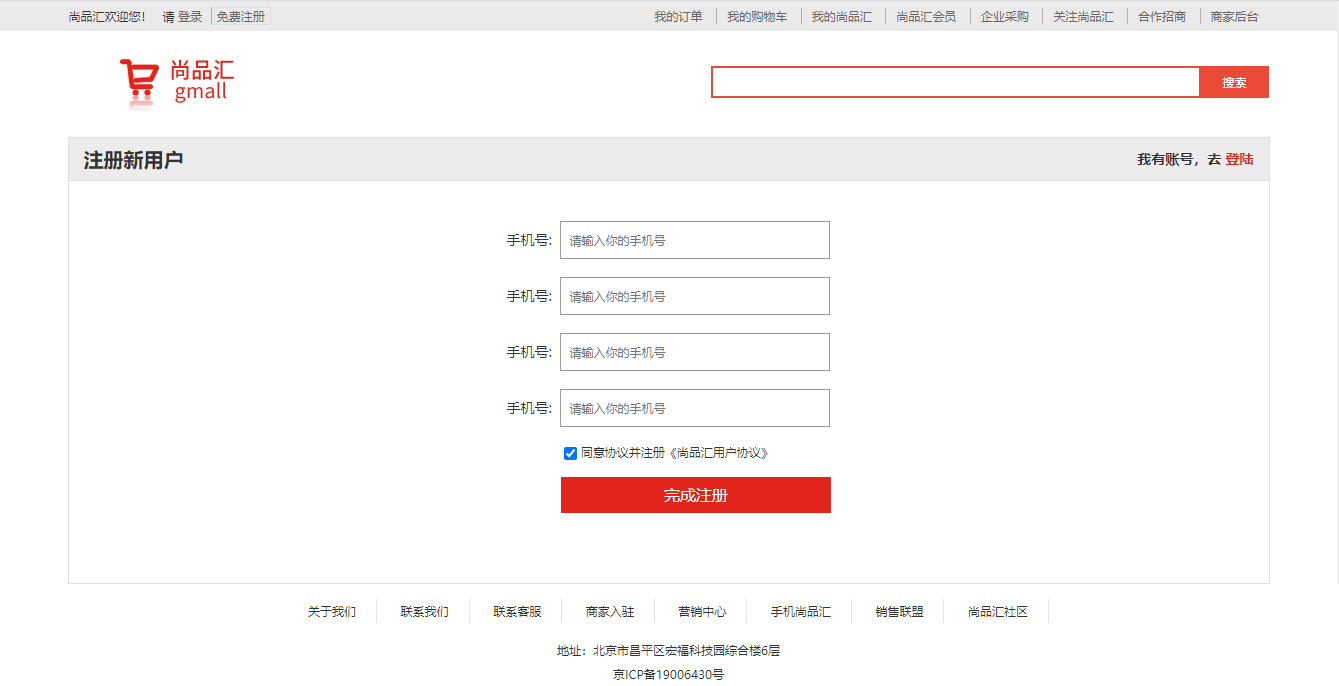 尚品汇欢迎您! 请 登录 免费注册 我的订单 我的购物车 我的尚品汇 尚品汇会员 企业采购 关注尚品汇 合作招商 商家后台
尚品汇
gmall
搜索
注册新用户 我有账号，去 登陆
手机号: 请输入你的手机号
手机号: 请输入你的手机号
手机号: 请输入你的手机号
手机号: 请输入你的手机号
同意协议并注册《尚品汇用户协议》
完成注册
关于我们 联系我们 联系客服 商家入驻 营销中心 手机尚品汇 销售联盟 尚品汇社区
地址：北京市昌平区宏福科技园综合楼6层
京ICP备19006430号